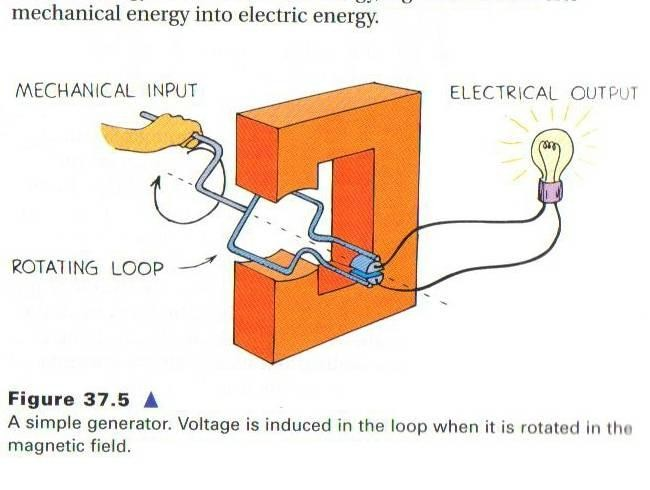 mechanical energy into electric energy.
MECHANICAL INPUT
ELECTRICAL OUTPUT
ROTATING LOOP
Figure 37.5 ▲
A simple generator. Voltage is induced in the loop when it is rotated in the
magnetic field.